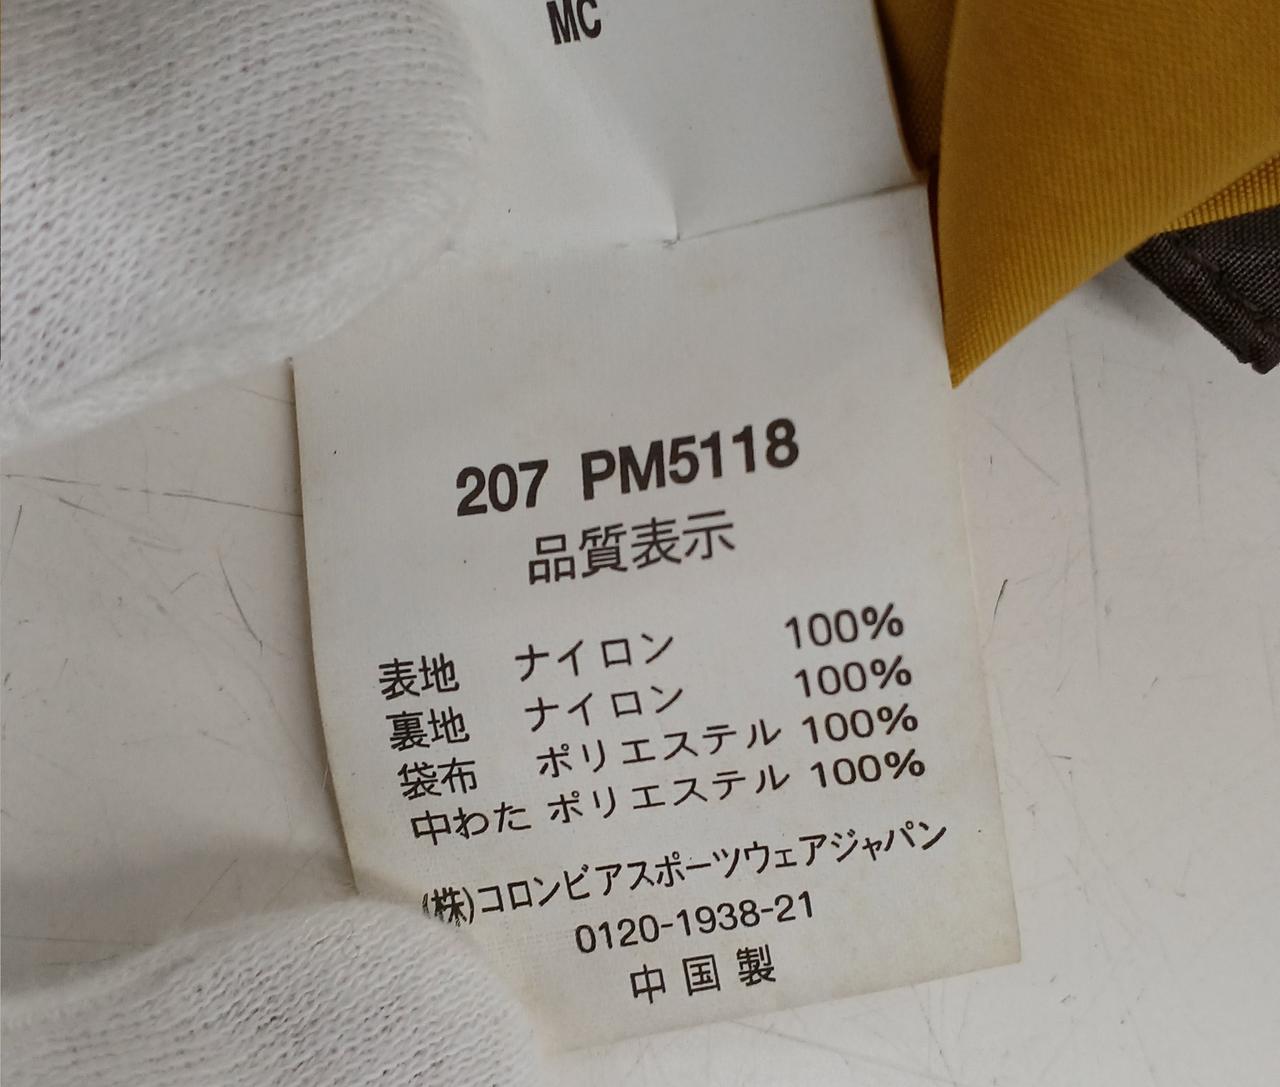 MC
207 PM5118
品質表示
表地 ナイロン 100%
裏地 ナイロン 100%
袋布 ポリエステル 100%
中わた ポリエステル 100%
(株)コロンビアスポーツウェアジャパン
0120-1938-21
中国製